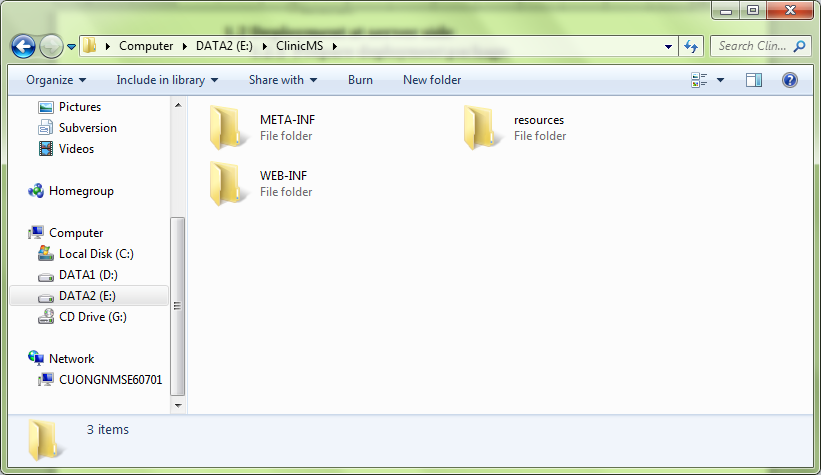 Computer ▸ DATA2 (E:) ▸ ClinicMS ▸
Search Clin...
Organize
Include in library
Share with
Burn
New folder
Pictures
Subversion
Videos
Homegroup
Computer
Local Disk (C:)
DATA1 (D:)
DATA2 (E:)
CD Drive (G:)
Network
CUONGNMSE60701
META-INF
File folder
resources
File folder
WEB-INF
File folder
3 items